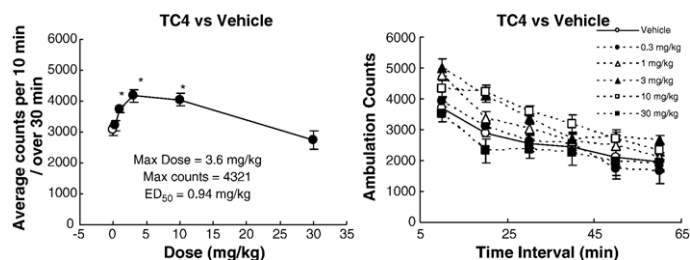 TC4 vs Vehicle
Average counts per 10 min
/ over 30 min
6000
5000
4000
3000
2000
1000
0
* * *
Max Dose = 3.6 mg/kg
Max counts = 4321
ED50 = 0.94 mg/kg
-5 0 5 10 15 20 25 30 35
Dose (mg/kg)
TC4 vs Vehicle
Ambulation Counts
6000
5000
4000
3000
2000
1000
0
Vehicle
0.3 mg/kg
1 mg/kg
3 mg/kg
10 mg/kg
30 mg/kg
5 25 45 65
Time Interval (min)